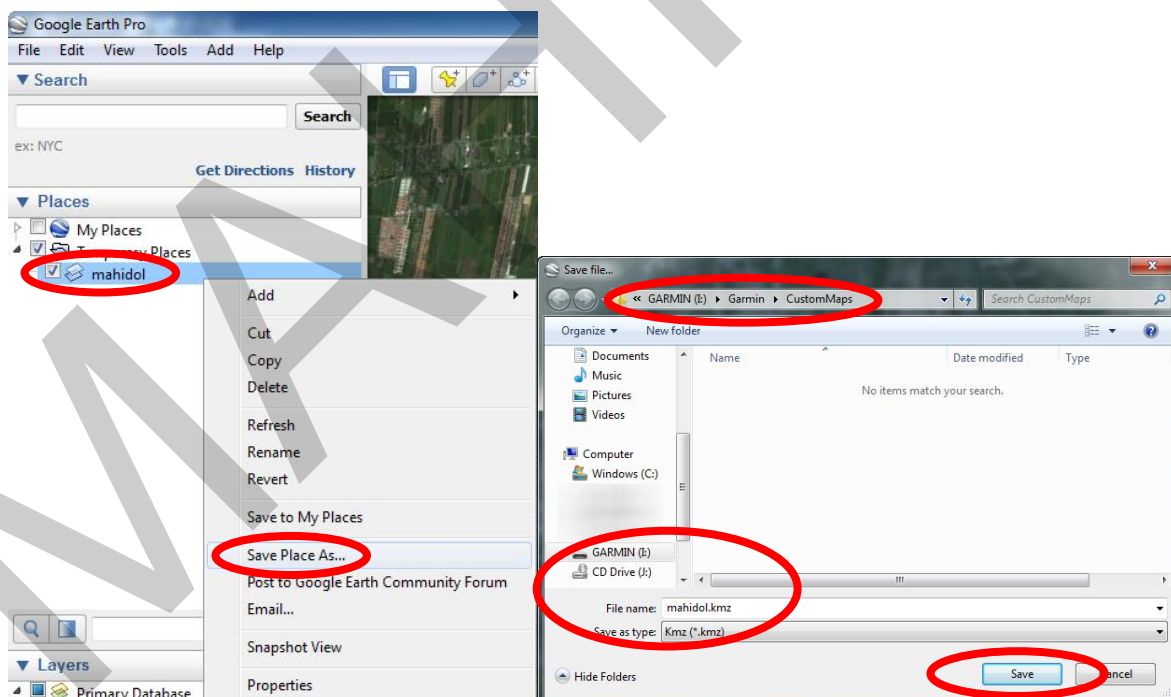 Google Earth Pro
File Edit View Tools Add Help
Search
Search
ex: NYC
Get Directions History
Places
My Places
Temporary Places
mahidol
Add
Cut
Copy
Delete
Refresh
Rename
Revert
Save to My Places
Save Place As...
Post to Google Earth Community Forum
Email...
Snapshot View
Properties
Layers
Primary Database
Save file...
« GARMIN (I:) Garmin CustomMaps
Search CustomMaps
Organize New folder
Documents
Music
Pictures
Videos
Computer
Windows (C:)
GARMIN (I:)
CD Drive (J:)
Name Date modified Type
No items match your search.
File name: mahidol.kmz
Save as type: Kmz (*.kmz)
Hide Folders
Save Cancel